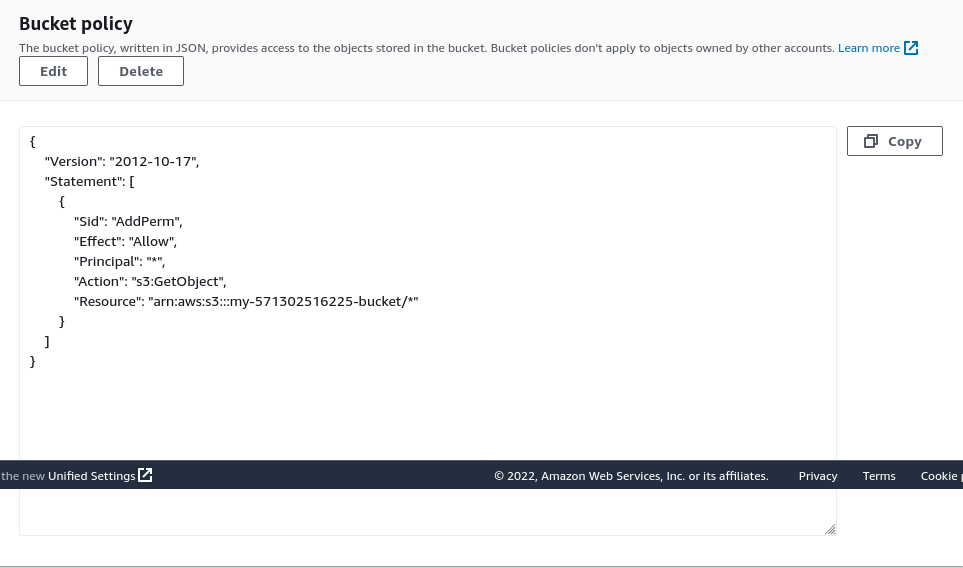 Bucket policy
The bucket policy, written in JSON, provides access to the objects stored in the bucket. Bucket policies don't apply to objects owned by other accounts. Learn more
Edit Delete
Copy
{
"Version": "2012-10-17",
"Statement": [
{
"Sid": "AddPerm",
"Effect": "Allow",
"Principal": "*",
"Action": "s3:GetObject",
"Resource": "arn:aws:s3:::my-571302516225-bucket/*"
}
]
}
the new Unified Settings © 2022, Amazon Web Services, Inc. or its affiliates. Privacy Terms Cookie